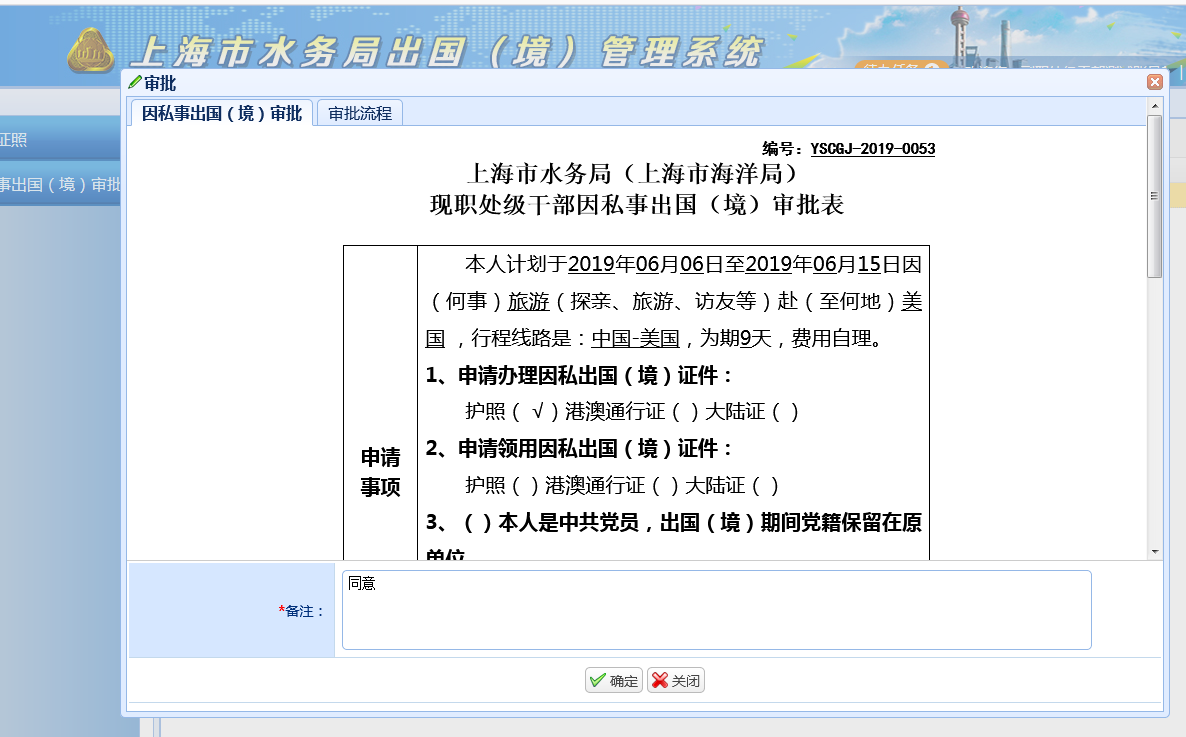 上海市水务局出国（境）管理系统
审批
因私事出国（境）审批 审批流程
证照
事出国（境）审批
编号：YSCGJ-2019-0053
上海市水务局（上海市海洋局）
现职处级干部因私事出国（境）审批表
本人计划于2019年06月06日至2019年06月15日因
（何事）旅游（探亲、旅游、访友等）赴（至何地）美
国，行程线路是：中国-美国，为期9天，费用自理。
1、申请办理因私出国（境）证件：
护照（ √ ）港澳通行证（ ）大陆证（ ）
2、申请领用因私出国（境）证件：
护照（ ）港澳通行证（ ）大陆证（ ）
3、（ ）本人是中共党员，出国（境）期间党籍保留在原
单位
申请
事项
*备注：
同意
确定 关闭